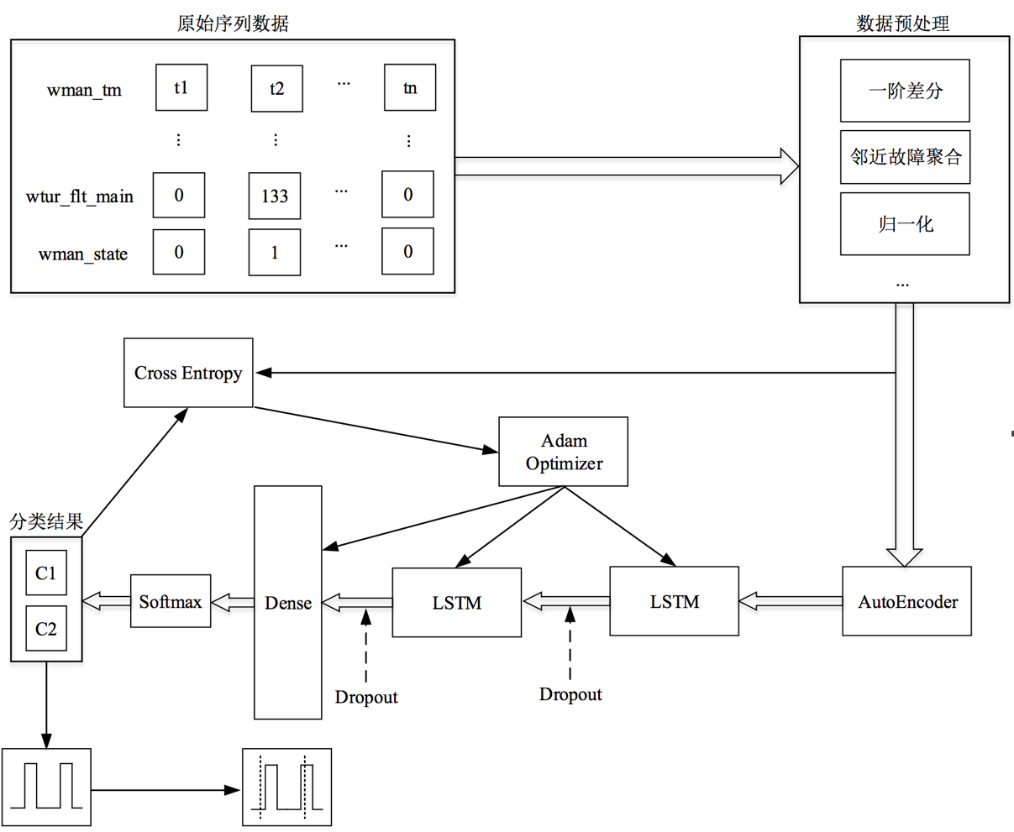 原始序列数据
数据预处理
wman_tm t1 t2 ... tn
⋮ ⋮ ⋮
wtur_flt_main 0 133 ... 0
wman_state 0 1 ... 0
一阶差分
邻近故障聚合
归一化
...
Cross Entropy
Adam
Optimizer
分类结果
C1
C2
Softmax
Dense
LSTM
LSTM
AutoEncoder
Dropout
Dropout